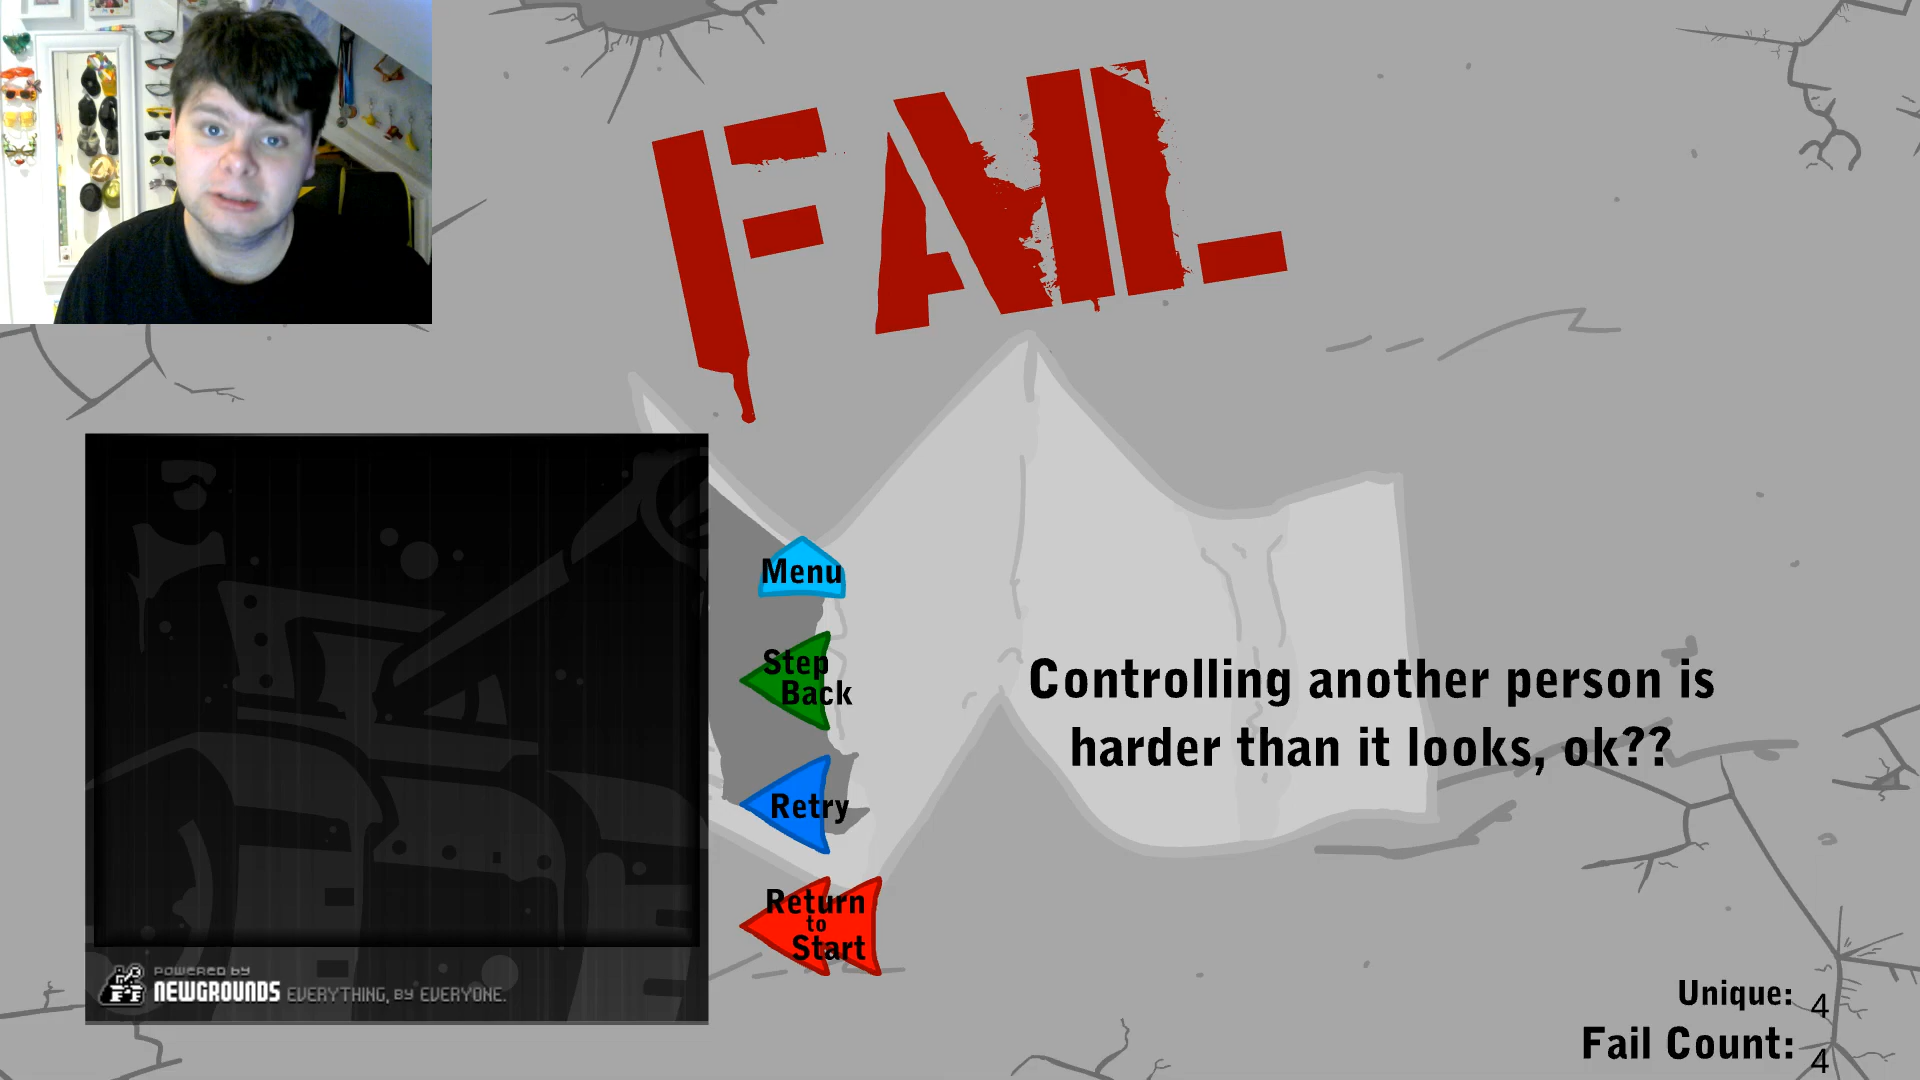 FAIL
Menu
Step
Back
Controlling another person is
harder than it looks, ok??
Retry
Return
to
Start
POWERED BY
NEWGROUNDS EVERYTHING, BY EVERYONE.
Unique: 4
Fail Count: 4